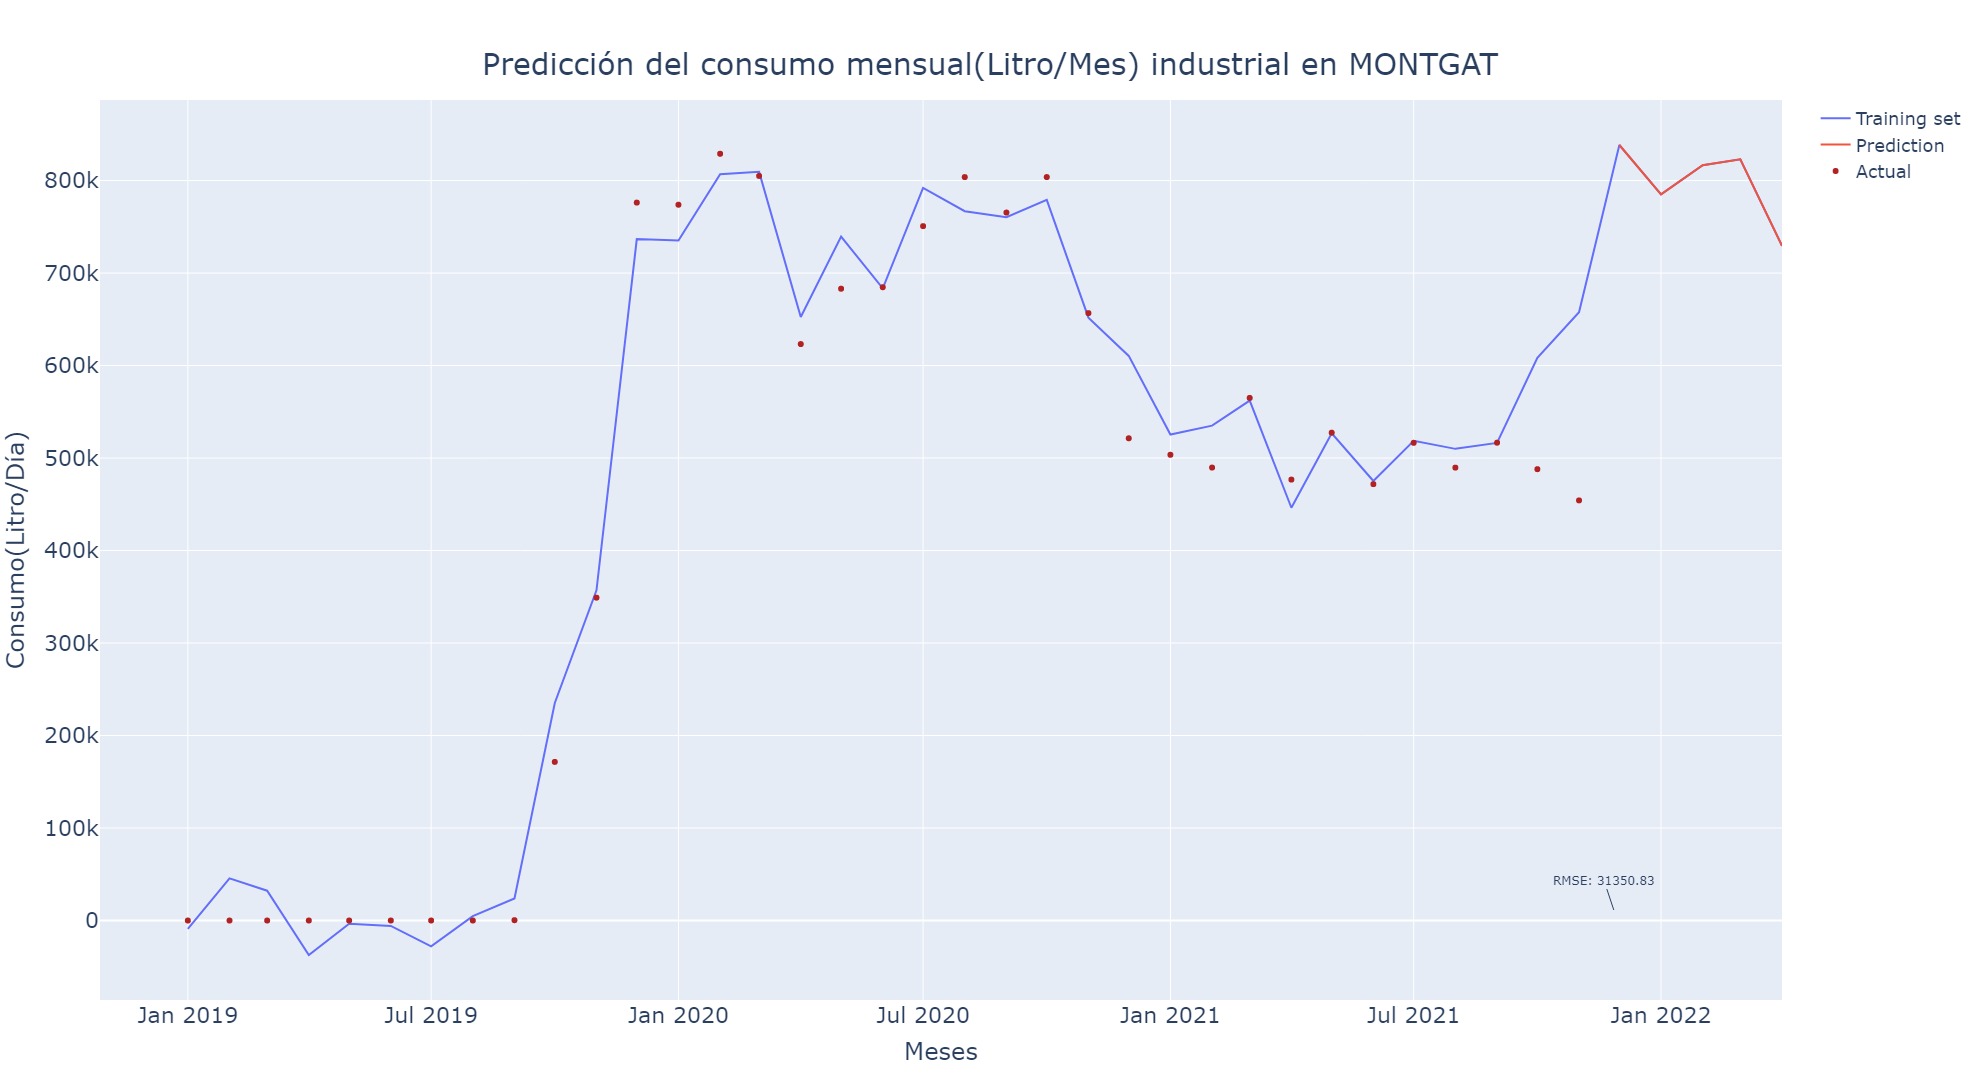 Predicción del consumo mensual(Litro/Mes) industrial en MONTGAT
Training set
Prediction
Actual
Consumo(Litro/Día)
800k
700k
600k
500k
400k
300k
200k
100k
0
RMSE: 31350.83
Jan 2019
Jul 2019
Jan 2020
Jul 2020
Jan 2021
Jul 2021
Jan 2022
Meses